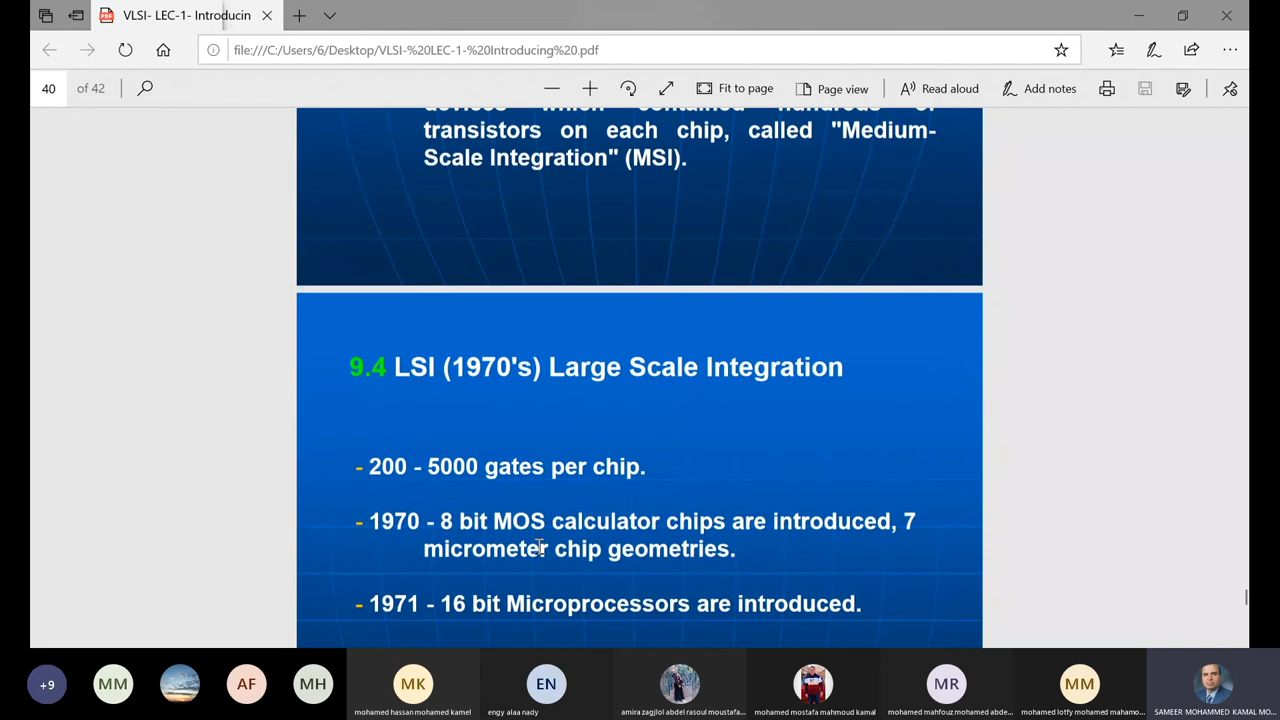 VLSI- LEC-1- Introducin
file:///C:/Users/6/Desktop/VLSI-%20LEC-1-%20Introducing%20.pdf
40 of 42
Fit to page
Page view
Read aloud
Add notes
devices which contained hundreds of
transistors on each chip, called "Medium-
Scale Integration" (MSI).
9.4 LSI (1970's) Large Scale Integration
- 200 - 5000 gates per chip.
- 1970 - 8 bit MOS calculator chips are introduced, 7
micrometer chip geometries.
- 1971 - 16 bit Microprocessors are introduced.
+9
MM
AF
MH
MK
EN
MR
MM
mohamed hassan mohamed kamel
engy alaa nady
amira zagjlol abdel rasoul moustafa...
mohamed mostafa mahmoud kamal
mohamed mahfouz mohamed abde...
mohamed lotfy mohamed mahamo...
SAMEER MOHAMMED KAMAL MO...